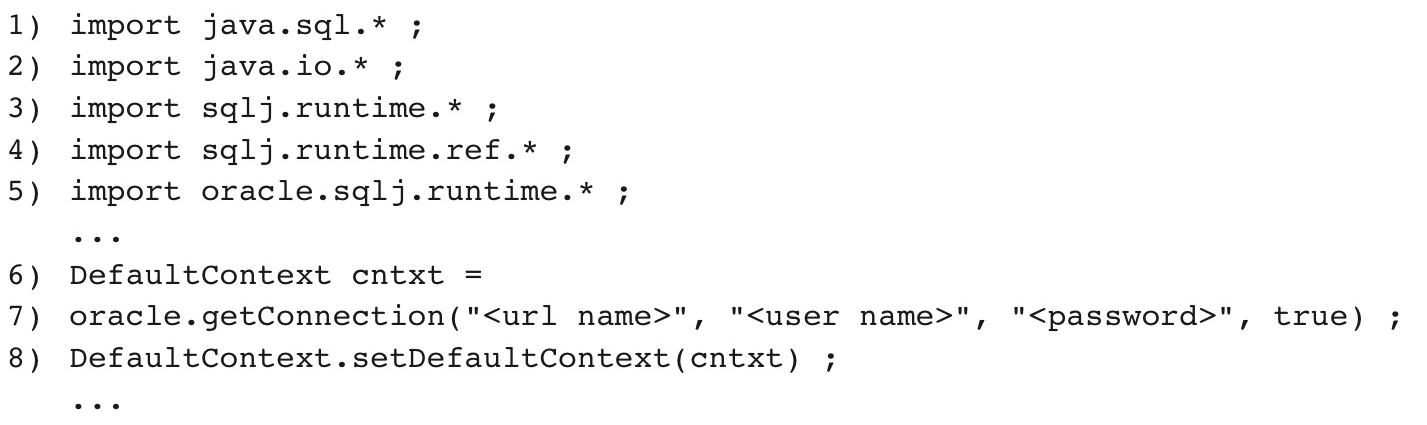 1) import java.sql.* ;
2) import java.io.* ;
3) import sqlj.runtime.* ;
4) import sqlj.runtime.ref.* ;
5) import oracle.sqlj.runtime.* ;
...
6) DefaultContext cntxt =
7) oracle.getConnection("<url name>", "<user name>", "<password>", true) ;
8) DefaultContext.setDefaultContext(cntxt) ;
...